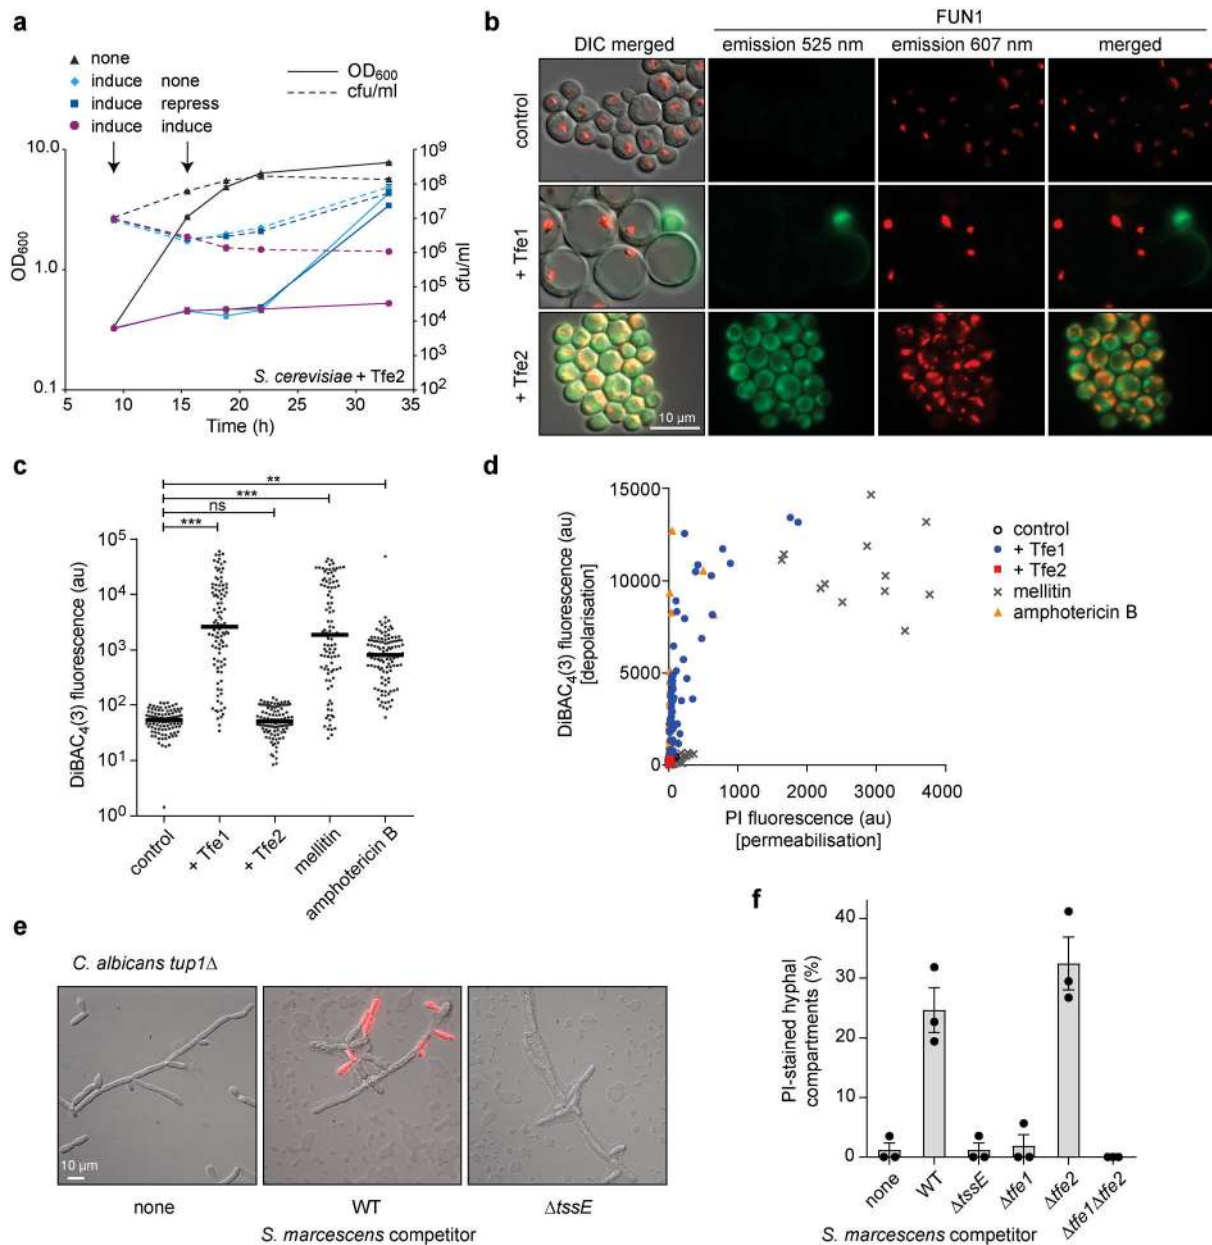 a
none
induce none
induce repress
induce induce
OD600
cfu/ml
10.0
1.0
0.1
OD600
10^9
10^8
10^7
10^6
10^5
10^4
10^3
10^2
cfu/ml
S. cerevisiae + Tfe2
5 10 15 20 25 30 35
Time (h)
b
FUN1
DIC merged emission 525 nm emission 607 nm merged
control
+ Tfe1
+ Tfe2
10 µm
c
**
***
ns
***
10^5
10^4
10^3
10^2
10^1
10^0
DiBAC4(3) fluorescence (au)
control
+ Tfe1
+ Tfe2
mellitin
amphotericin B
d
15000
10000
5000
0
DiBAC4(3) fluorescence (au)
[depolarisation]
0 1000 2000 3000 4000
PI fluorescence (au)
[permeabilisation]
control
+ Tfe1
+ Tfe2
mellitin
amphotericin B
e
C. albicans tup1Δ
10 µm
none WT ΔtssE
S. marcescens competitor
f
40
30
20
10
0
PI-stained hyphal
compartments (%)
none
WT
ΔtssE
Δtfe1
Δtfe2
Δtfe1Δtfe2
S. marcescens
competitor